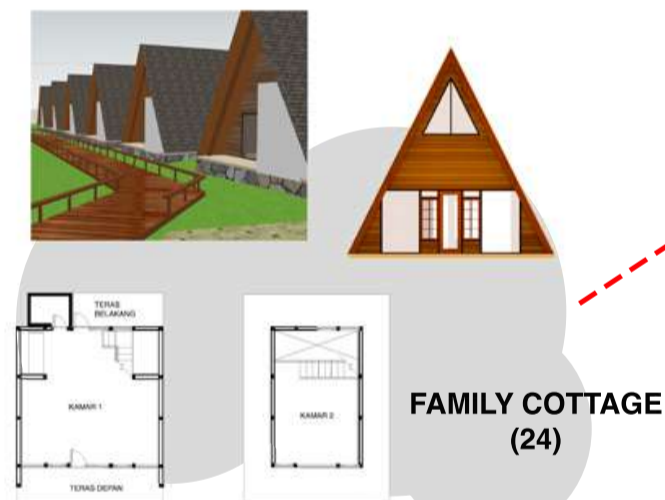 TERAS
BELAKANG
KAMAR 1
TERAS DEPAN
KAMAR 2
FAMILY COTTAGE
(24)